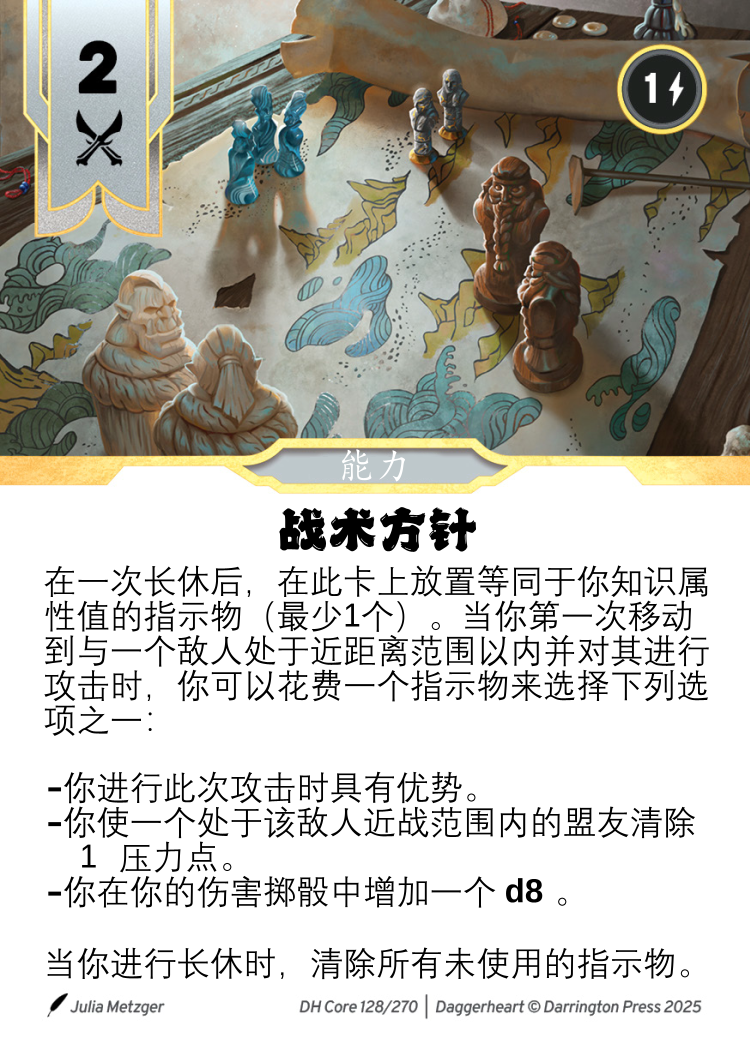 2
1
能力
战术方针
在一次长休后，在此卡上放置等同于你知识属
性值的指示物（最少1个）。当你第一次移动
到与一个敌人处于近距离范围以内并对其进行
攻击时，你可以花费一个指示物来选择下列选
项之一：
-你进行此次攻击时具有优势。
-你使一个处于该敌人近战范围内的盟友清除
1 压力点。
-你在你的伤害掷骰中增加一个 d8 。
当你进行长休时，清除所有未使用的指示物。
Julia Metzger DH Core 128/270 | Daggerheart © Darrington Press 2025